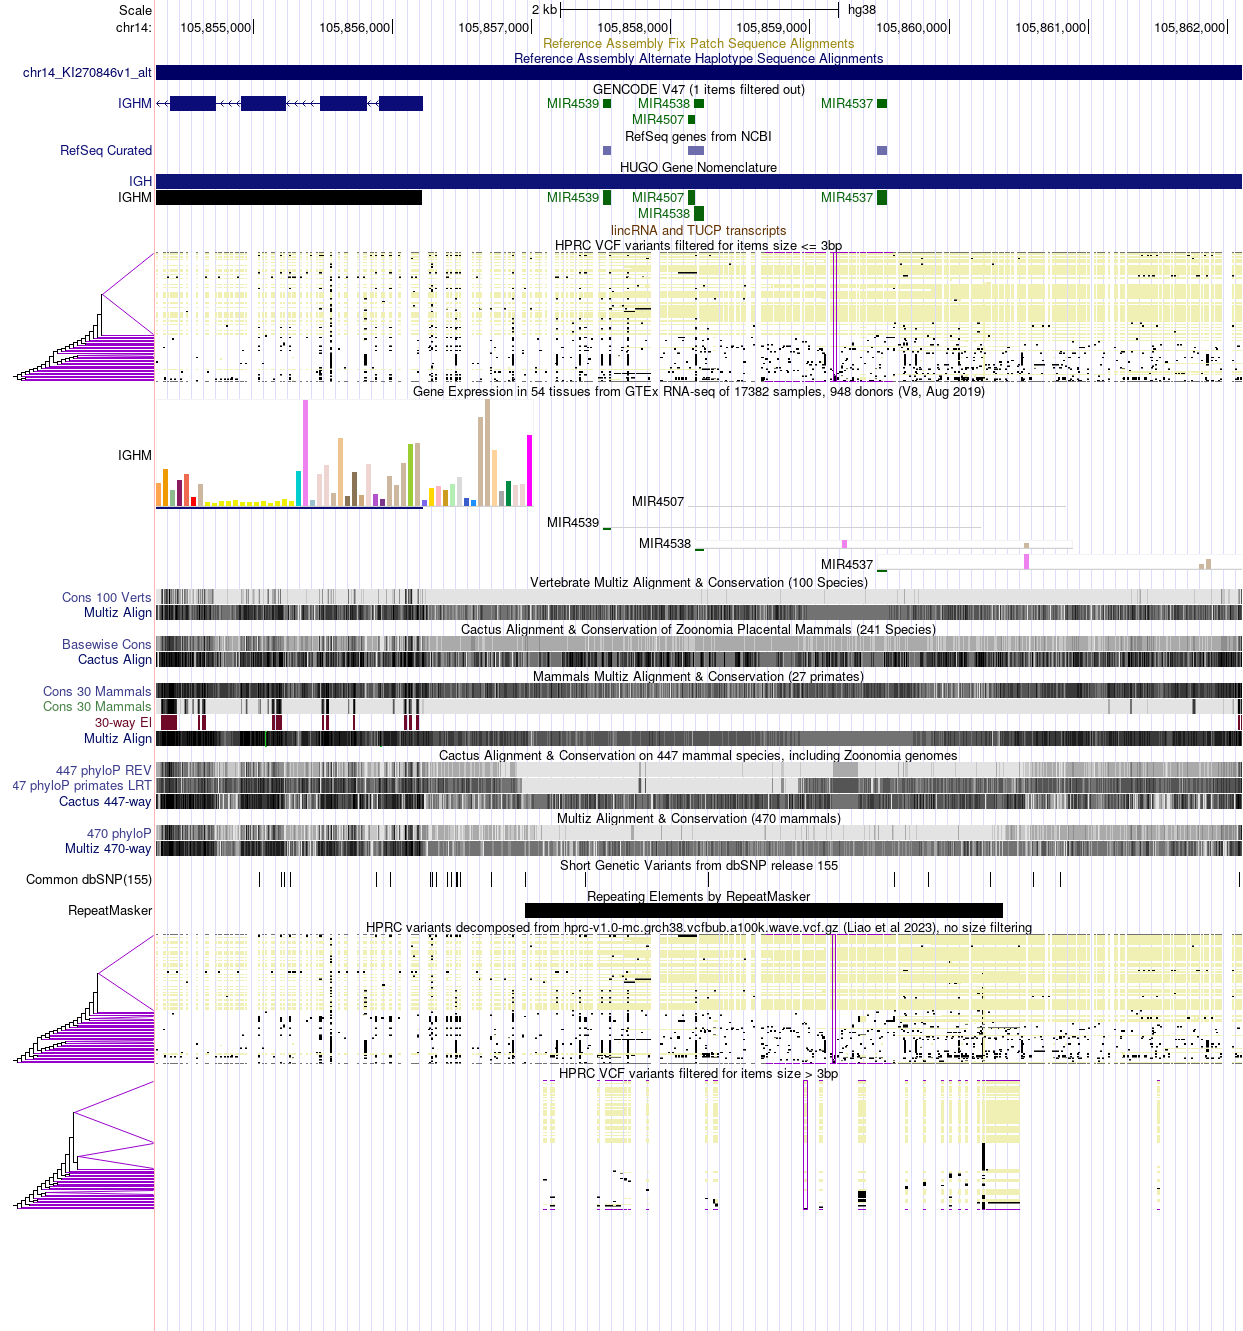 Scale 2 kb hg38
chr14: 105,855,000 105,856,000 105,857,000 105,858,000 105,859,000 105,860,000 105,861,000 105,862,000
Reference Assembly Fix Patch Sequence Alignments
Reference Assembly Alternate Haplotype Sequence Alignments
chr14_KI270846v1_alt
GENCODE V47 (1 items filtered out)
IGHM MIR4539 MIR4538 MIR4537
MIR4507
RefSeq genes from NCBI
RefSeq Curated
HUGO Gene Nomenclature
IGH
IGHM MIR4539 MIR4507 MIR4537
MIR4538
lincRNA and TUCP transcripts
HPRC VCF variants filtered for items size <= 3bp
Gene Expression in 54 tissues from GTEx RNA-seq of 17382 samples, 948 donors (V8, Aug 2019)
IGHM
MIR4507
MIR4539
MIR4538
MIR4537
Vertebrate Multiz Alignment & Conservation (100 Species)
Cons 100 Verts
Multiz Align
Cactus Alignment & Conservation of Zoonomia Placental Mammals (241 Species)
Basewise Cons
Cactus Align
Mammals Multiz Alignment & Conservation (27 primates)
Cons 30 Mammals
Cons 30 Mammals
30-way El
Multiz Align
Cactus Alignment & Conservation on 447 mammal species, including Zoonomia genomes
447 phyloP REV
47 phyloP primates LRT
Cactus 447-way
Multiz Alignment & Conservation (470 mammals)
470 phyloP
Multiz 470-way
Short Genetic Variants from dbSNP release 155
Common dbSNP(155)
Repeating Elements by RepeatMasker
RepeatMasker
HPRC variants decomposed from hprc-v1.0-mc.grch38.vcfbub.a100k.wave.vcf.gz (Liao et al 2023), no size filtering
HPRC VCF variants filtered for items size > 3bp